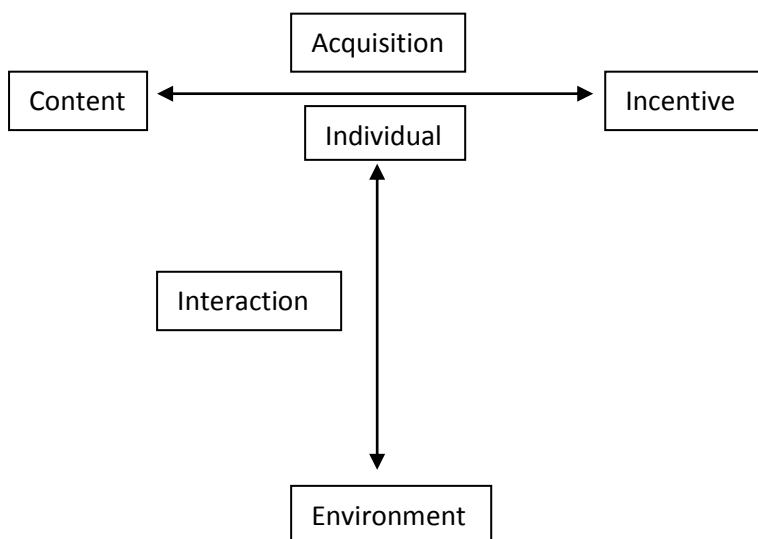 Acquisition
Content
Incentive
Individual
Interaction
Environment